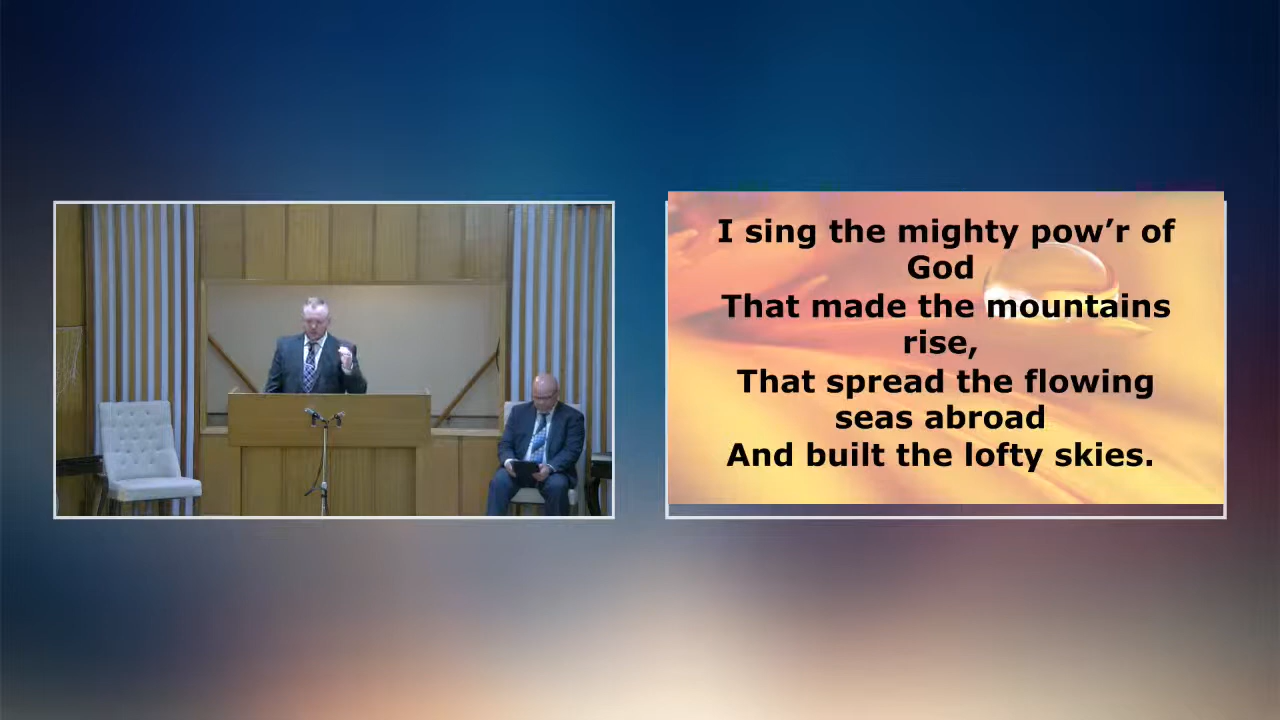 I sing the mighty pow’r of
God
That made the mountains
rise,
That spread the flowing
seas abroad
And built the lofty skies.